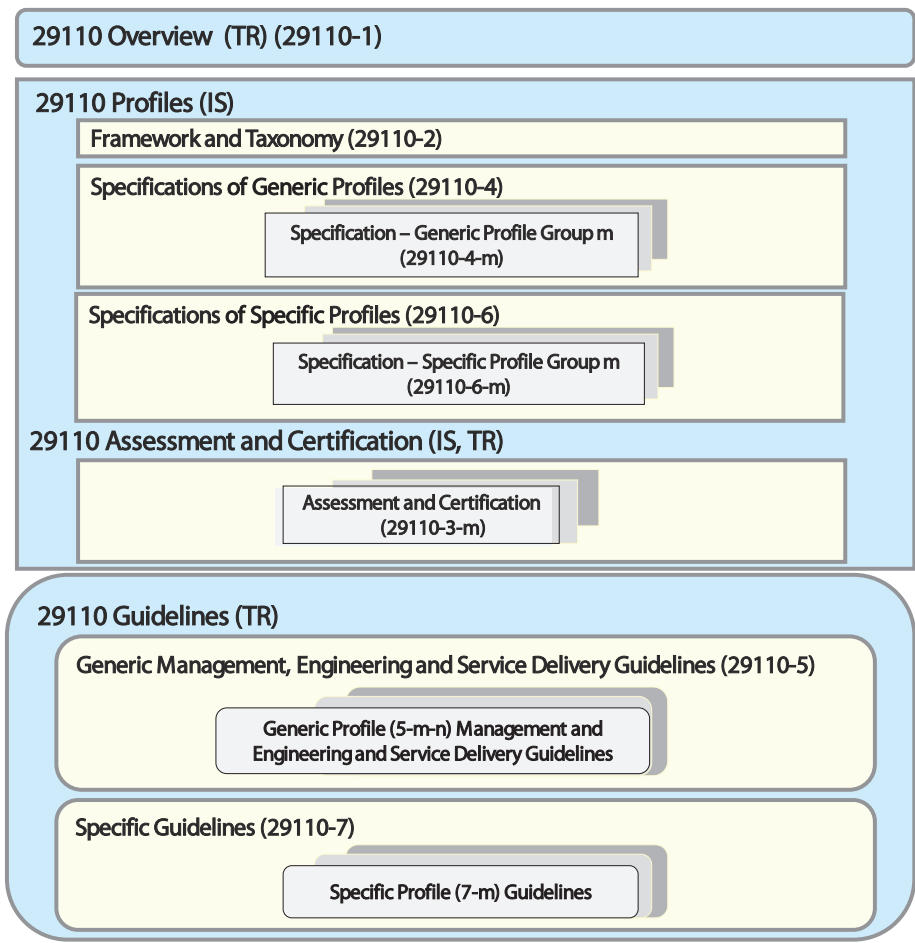 29110 Overview (TR) (29110-1)
29110 Profiles (IS)
Framework and Taxonomy (29110-2)
Specifications of Generic Profiles (29110-4)
Specification – Generic Profile Group m
(29110-4-m)
Specifications of Specific Profiles (29110-6)
Specification – Specific Profile Group m
(29110-6-m)
29110 Assessment and Certification (IS, TR)
Assessment and Certification
(29110-3-m)
29110 Guidelines (TR)
Generic Management, Engineering and Service Delivery Guidelines (29110-5)
Generic Profile (5-m-n) Management and
Engineering and Service Delivery Guidelines
Specific Guidelines (29110-7)
Specific Profile (7-m) Guidelines